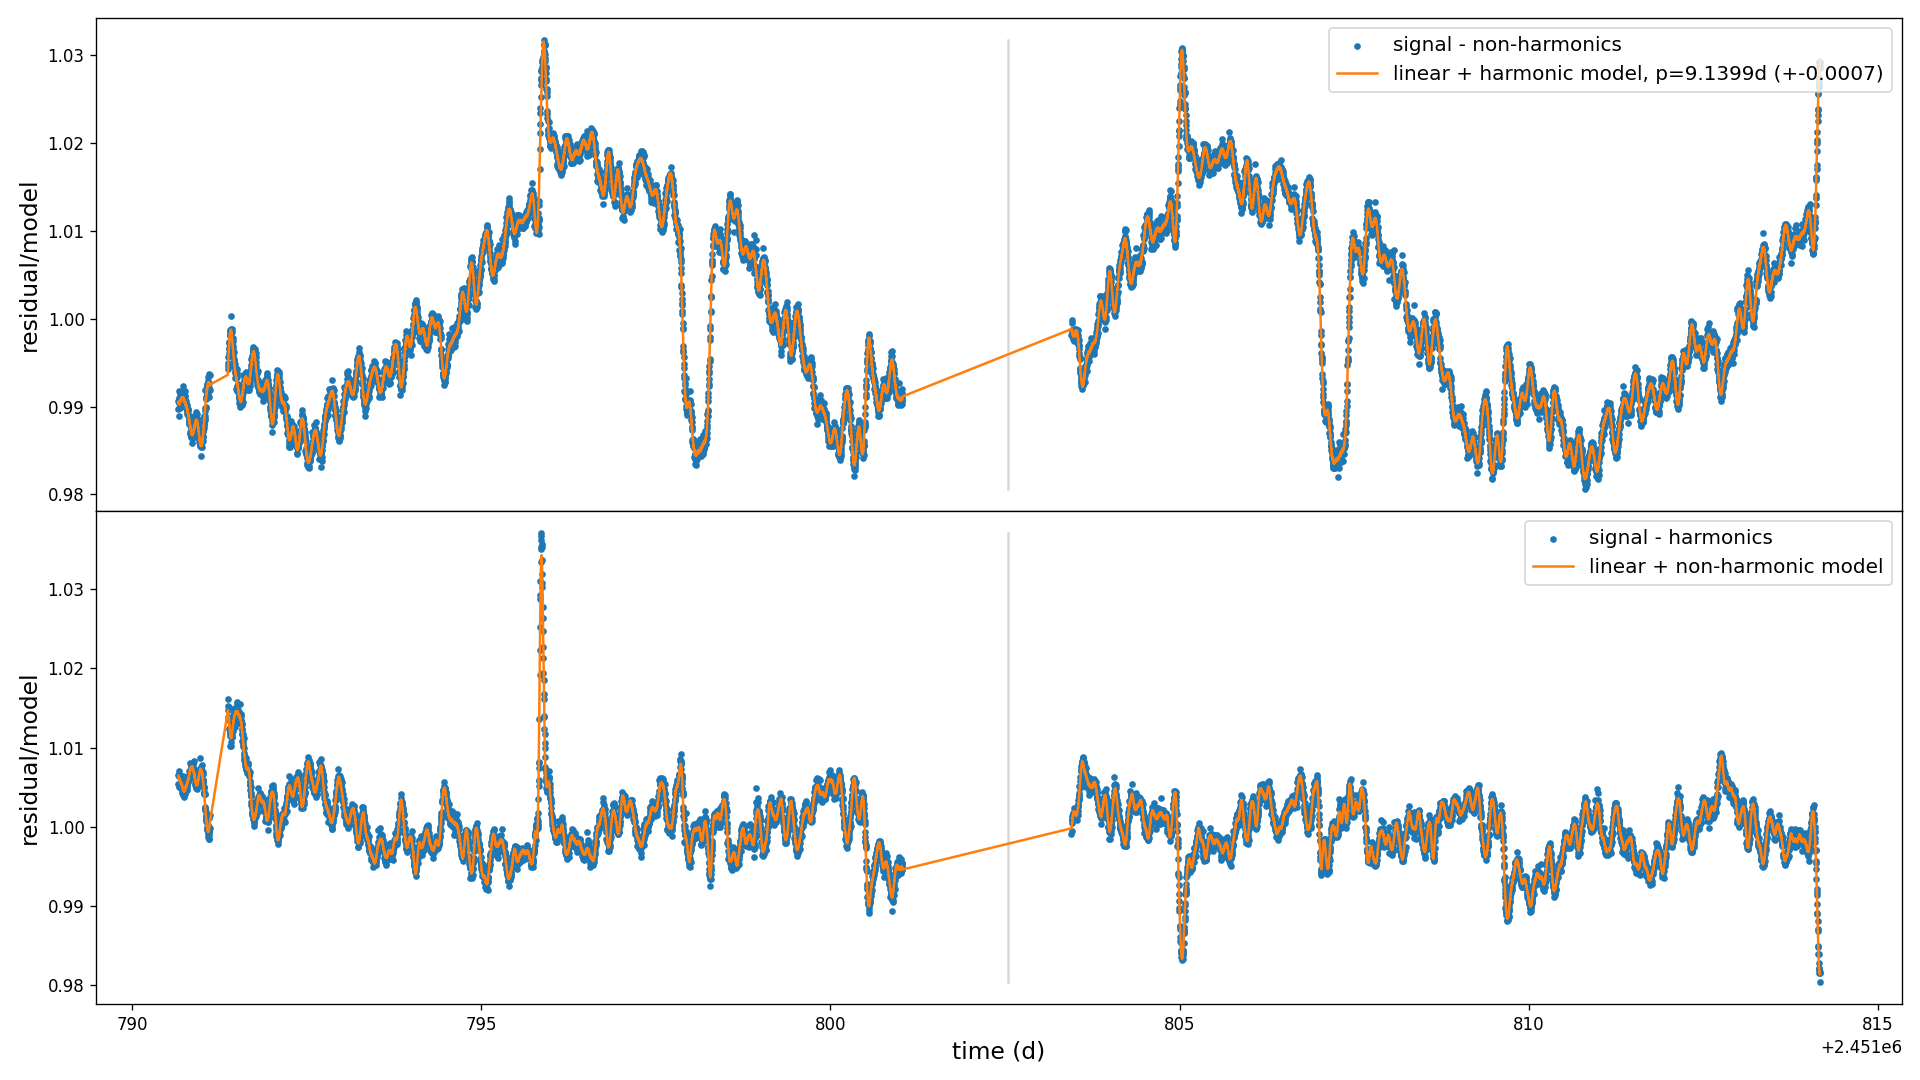 1.03
1.02
1.01
1.00
0.99
0.98
residual/model
signal - non-harmonics
linear + harmonic model, p=9.1399d (+-0.0007)
1.03
1.02
1.01
1.00
0.99
0.98
residual/model
signal - harmonics
linear + non-harmonic model
790
795
800
805
810
815
time (d)
+2.451e6